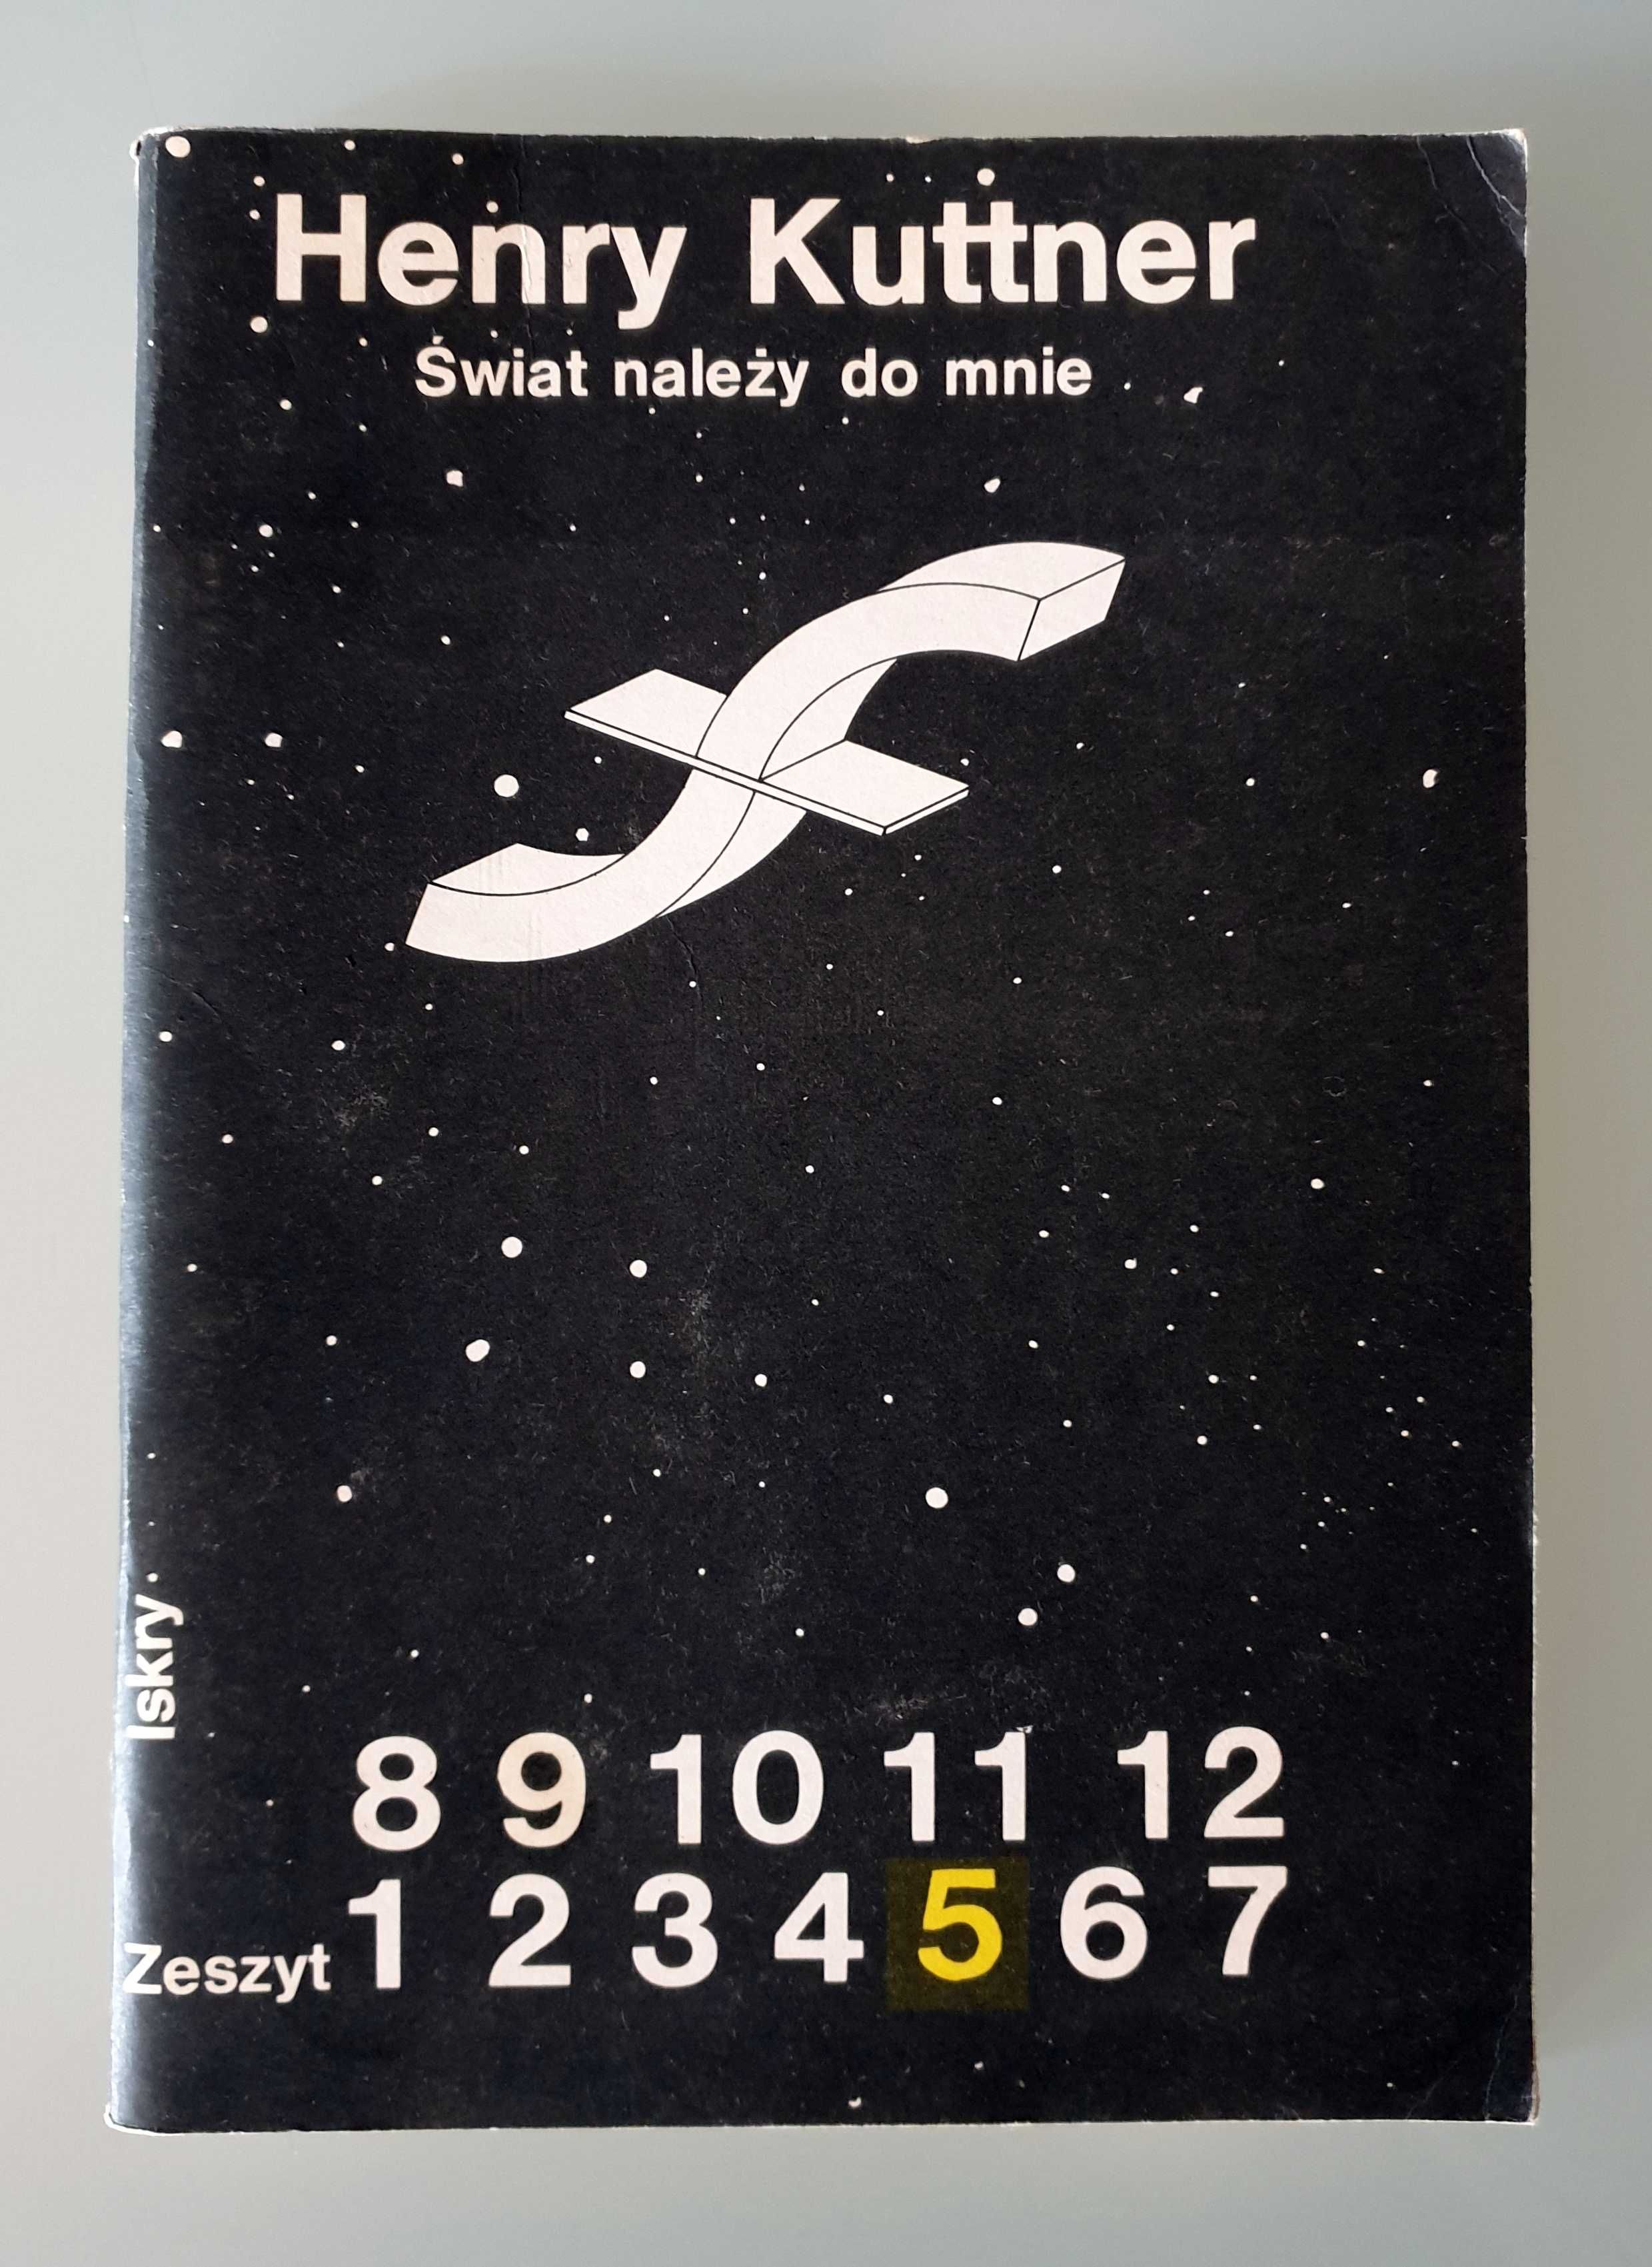 Henry Kuttner
Świat należy do mnie
Iskry
8 9 10 11 12
Zeszyt 1 2 3 4 5 6 7